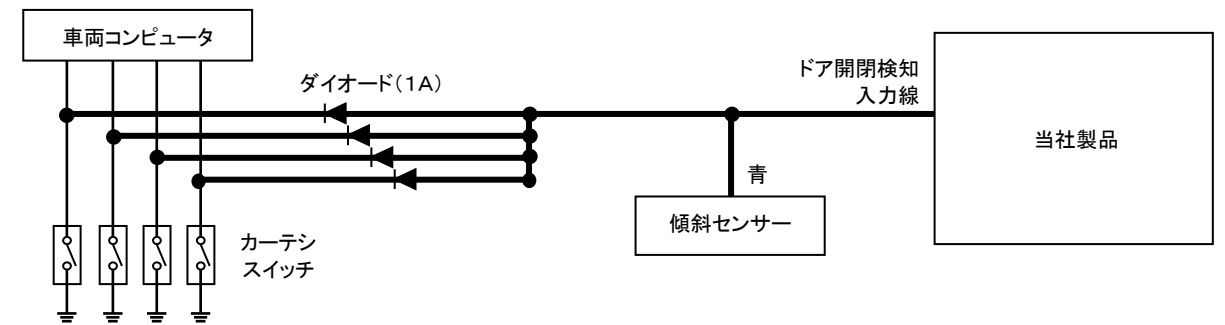 車両コンピュータ
ダイオード(1A)
ドア開閉検知
入力線
当社製品
青
傾斜センサー
カーテシ
スイッチ